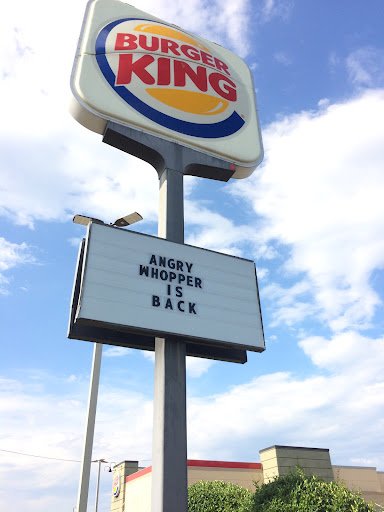 BURGER
KING
ANGRY
WHOPPER
IS
BACK